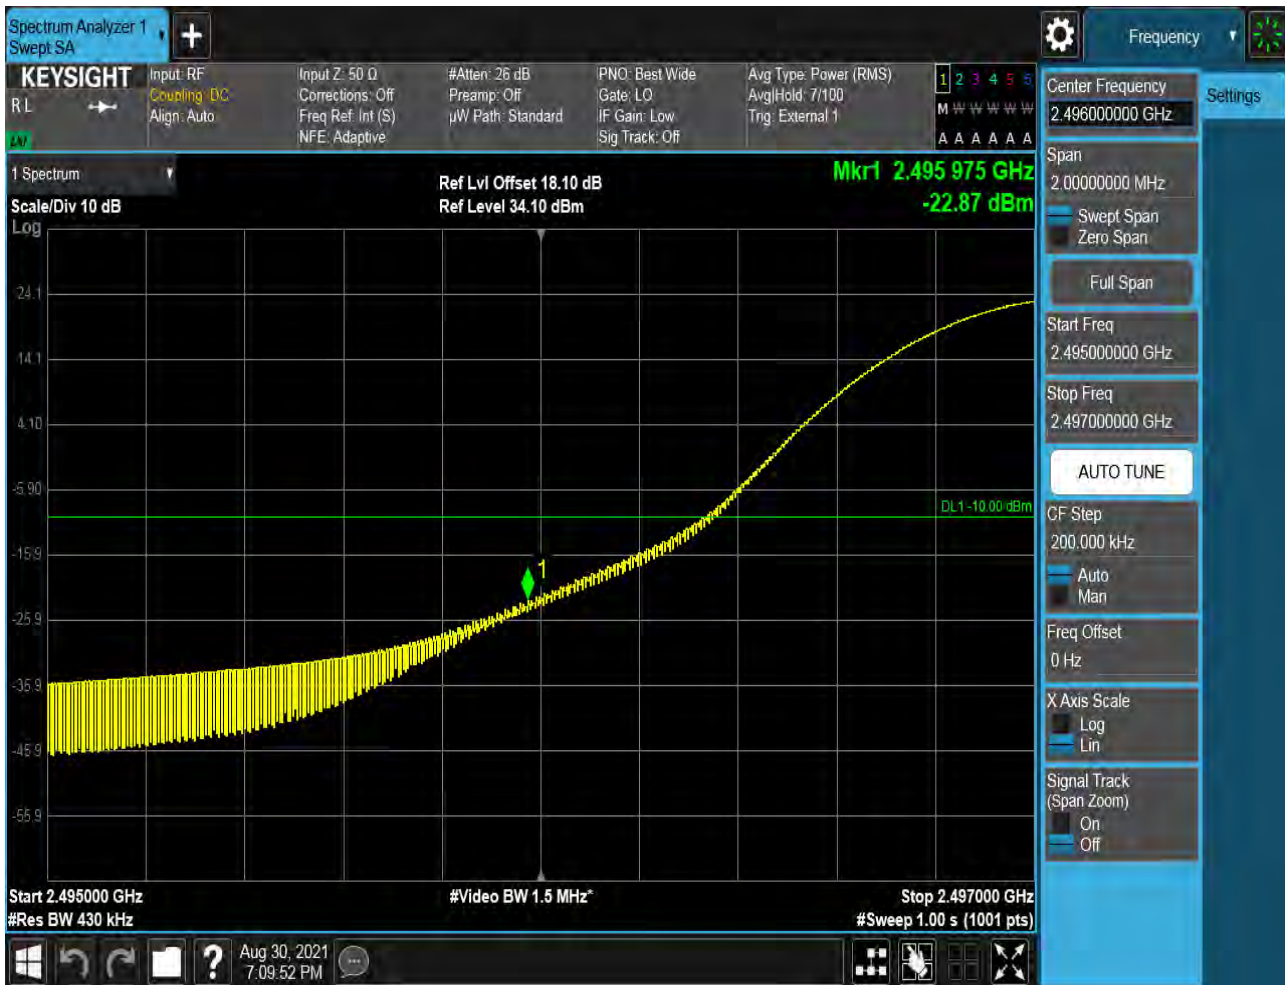 Spectrum Analyzer 1
Swept SA
+
Frequency
KEYSIGHT
R L
LXI
Input: RF
Coupling: DC
Align: Auto
Input Z: 50 Ω
Corrections: Off
Freq Ref: Int (S)
NFE: Adaptive
#Atten: 26 dB
Preamp: Off
µW Path: Standard
PNO: Best Wide
Gate: LO
IF Gain: Low
Sig Track: Off
Avg Type: Power (RMS)
Avg|Hold: 7/100
Trig: External 1
1 2 3 4 5 6
M W W W W W
A A A A A A
1 Spectrum
Scale/Div 10 dB
Log
Ref Lvl Offset 18.10 dB
Ref Level 34.10 dBm
Mkr1 2.495 975 GHz
-22.87 dBm
24.1
14.1
4.10
-5.90
-15.9
-25.9
-35.9
-45.9
-55.9
DL1 -10.00 dBm
1
Start 2.495000 GHz
#Res BW 430 kHz
#Video BW 1.5 MHz*
Stop 2.497000 GHz
#Sweep 1.00 s (1001 pts)
?
Aug 30, 2021
7:09:52 PM
Center Frequency
2.496000000 GHz
Settings
Span
2.00000000 MHz
Swept Span
Zero Span
Full Span
Start Freq
2.495000000 GHz
Stop Freq
2.497000000 GHz
AUTO TUNE
CF Step
200.000 kHz
Auto
Man
Freq Offset
0 Hz
X Axis Scale
Log
Lin
Signal Track
(Span Zoom)
On
Off